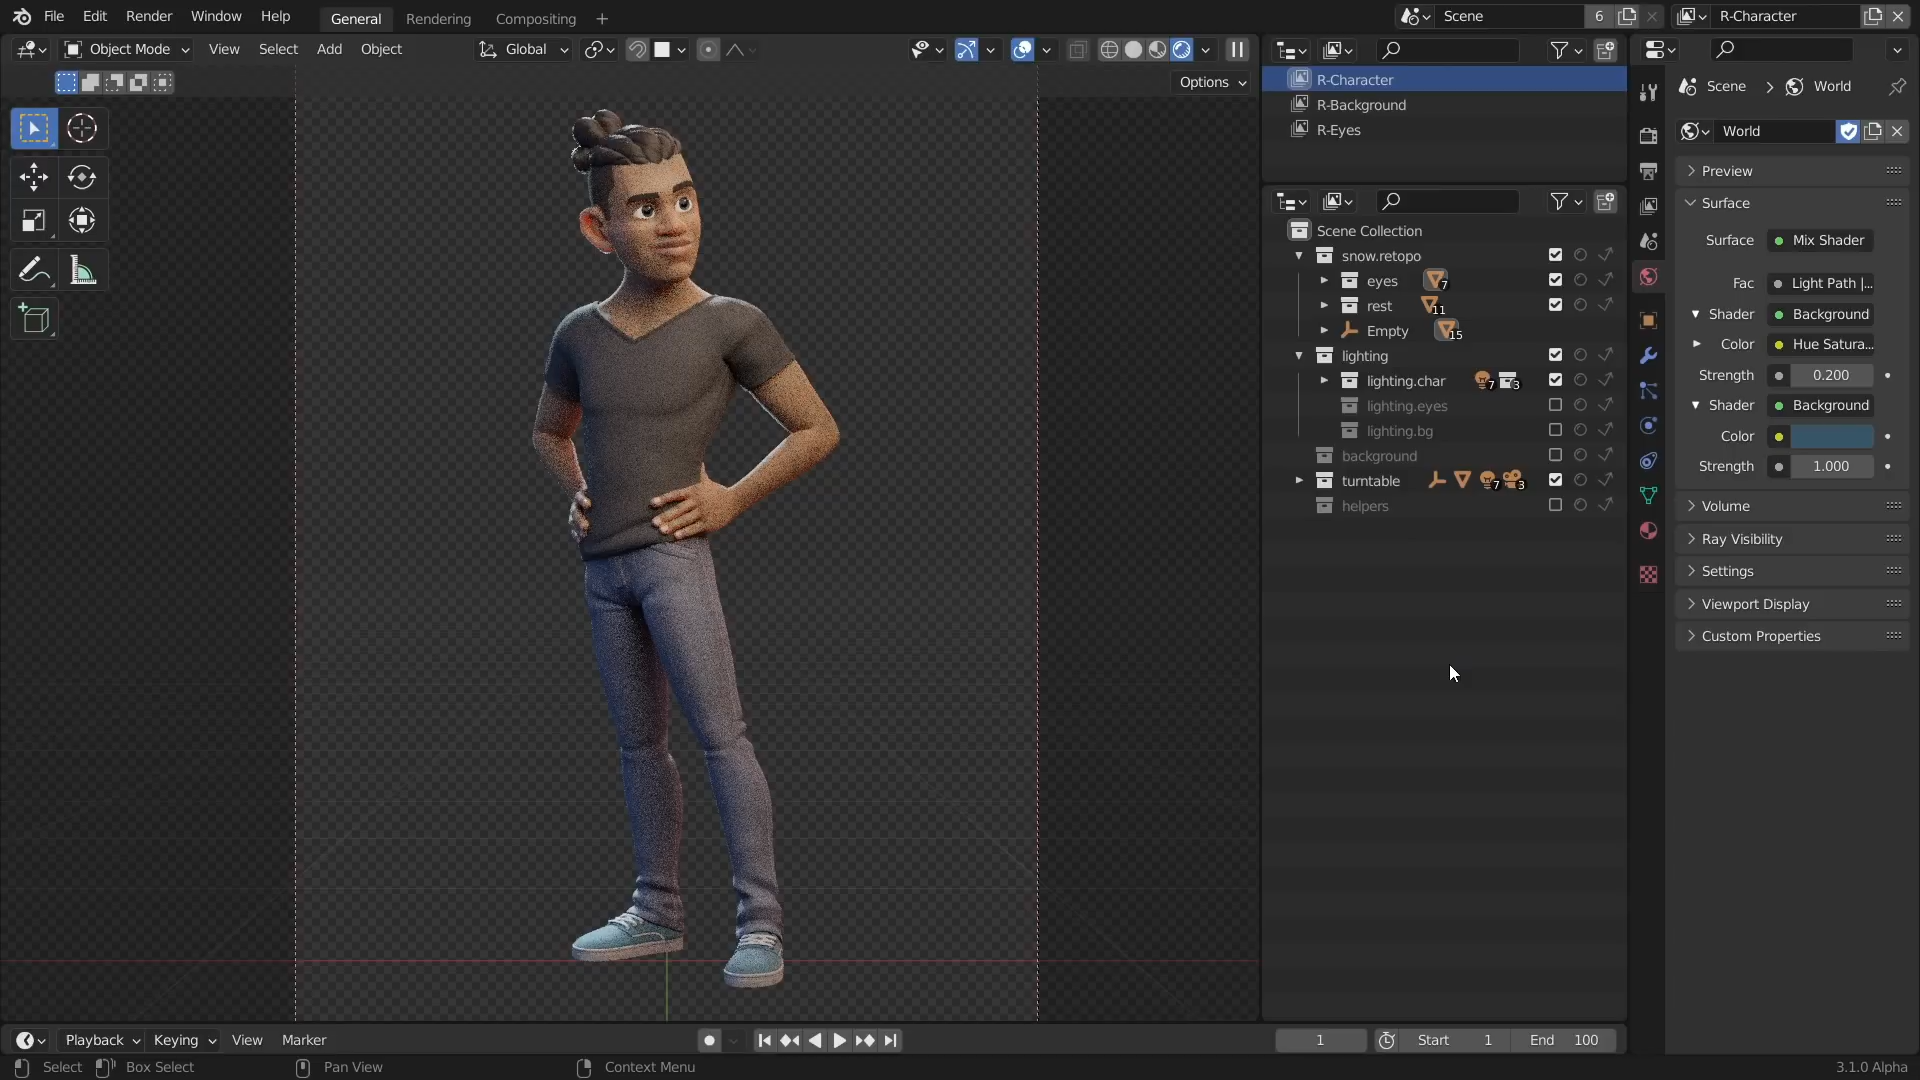 File Edit Render Window Help General Rendering Compositing + Scene 6 R-Character
Object Mode View Select Add Object Global
Options
R-Character
R-Background
R-Eyes
Scene Collection
snow.retopo
eyes 7
rest 11
Empty 15
lighting
lighting.char 7 3
lighting.eyes
lighting.bg
background
turntable 7 3
helpers
Scene > World
World
Preview
Surface
Surface Mix Shader
Fac Light Path |...
Shader Background
Color Hue Satura...
Strength 0.200
Shader Background
Color
Strength 1.000
Volume
Ray Visibility
Settings
Viewport Display
Custom Properties
Playback Keying View Marker 1 Start 1 End 100
Select Box Select Pan View Context Menu 3.1.0 Alpha